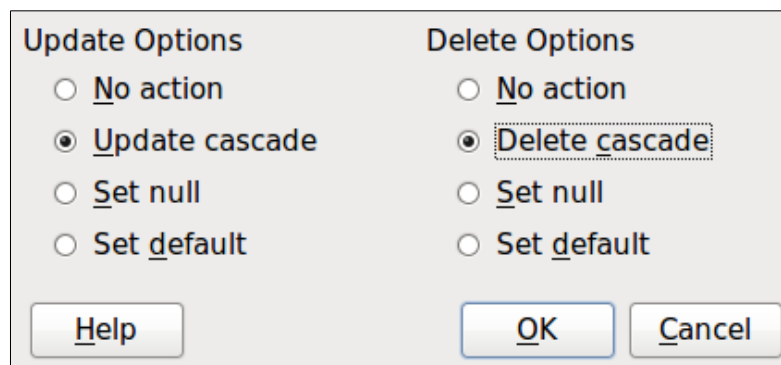 Update Options
No action
Update cascade
Set null
Set default
Delete Options
No action
Delete cascade
Set null
Set default
Help
OK
Cancel